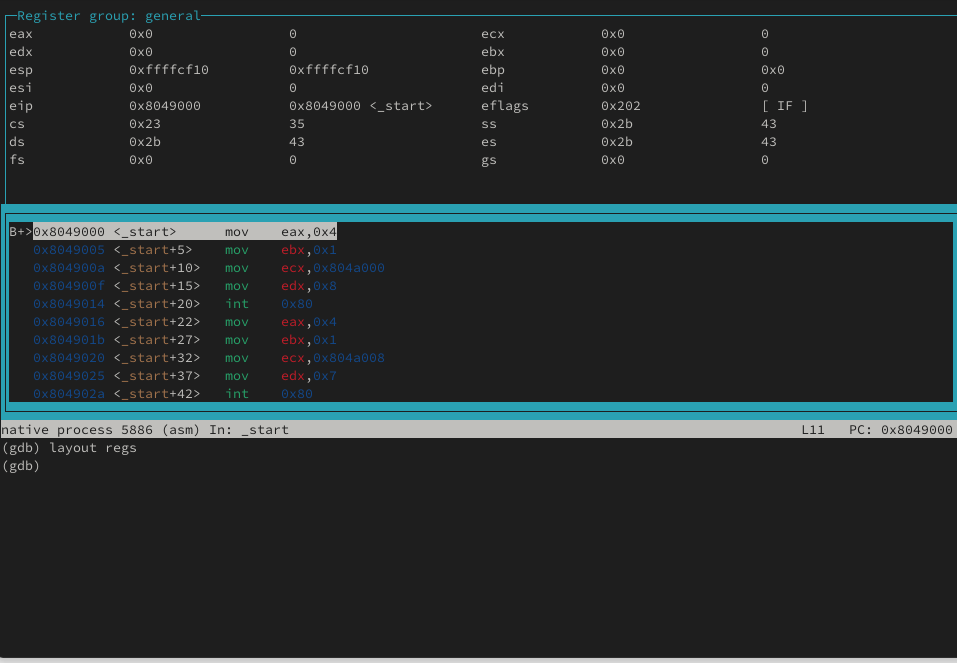 Register group: general
eax 0x0 0 ecx 0x0 0
edx 0x0 0 ebx 0x0 0
esp 0xffffcf10 0xffffcf10 ebp 0x0 0x0
esi 0x0 0 edi 0x0 0
eip 0x8049000 0x8049000 <_start> eflags 0x202 [ IF ]
cs 0x23 35 ss 0x2b 43
ds 0x2b 43 es 0x2b 43
fs 0x0 0 gs 0x0 0
B+>0x8049000 <_start> mov eax,0x4
0x8049005 <_start+5> mov ebx,0x1
0x804900a <_start+10> mov ecx,0x804a000
0x804900f <_start+15> mov edx,0x8
0x8049014 <_start+20> int 0x80
0x8049016 <_start+22> mov eax,0x4
0x804901b <_start+27> mov ebx,0x1
0x8049020 <_start+32> mov ecx,0x804a008
0x8049025 <_start+37> mov edx,0x7
0x804902a <_start+42> int 0x80
native process 5886 (asm) In: _start L11 PC: 0x8049000
(gdb) layout regs
(gdb)